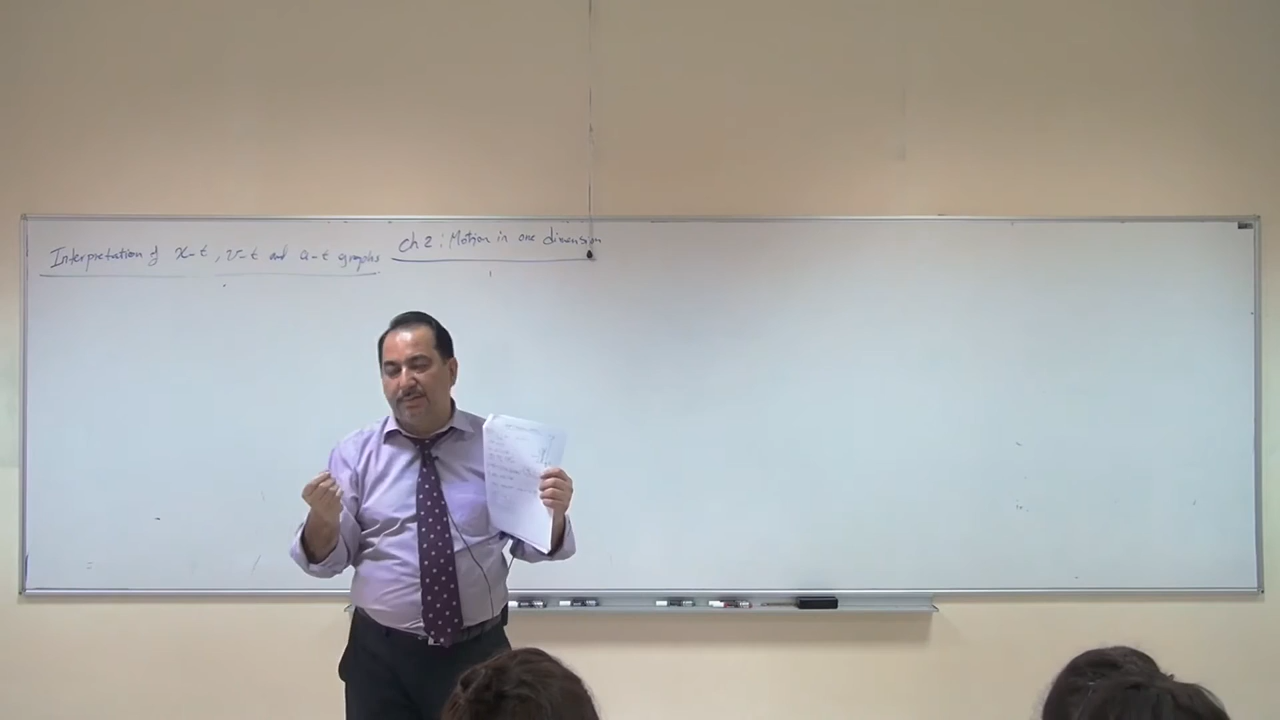 Interpretation of x-t, v-t and a-t graphs
Ch 2: Motion in one dimension